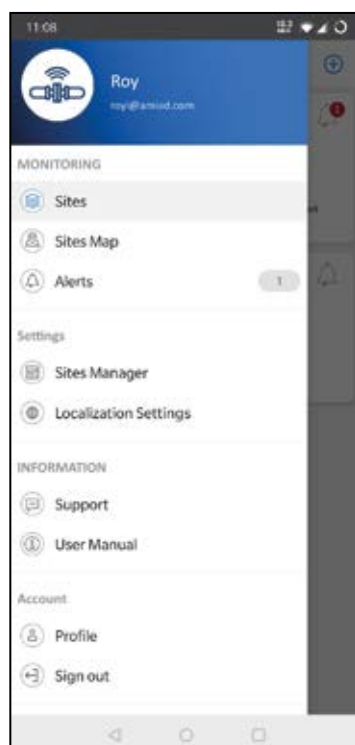 11:08
Roy
MONITORING
Sites
Sites Map
Alerts
1
1
Settings
Sites Manager
Localization Settings
INFORMATION
Support
User Manual
Account
Profile
Sign out